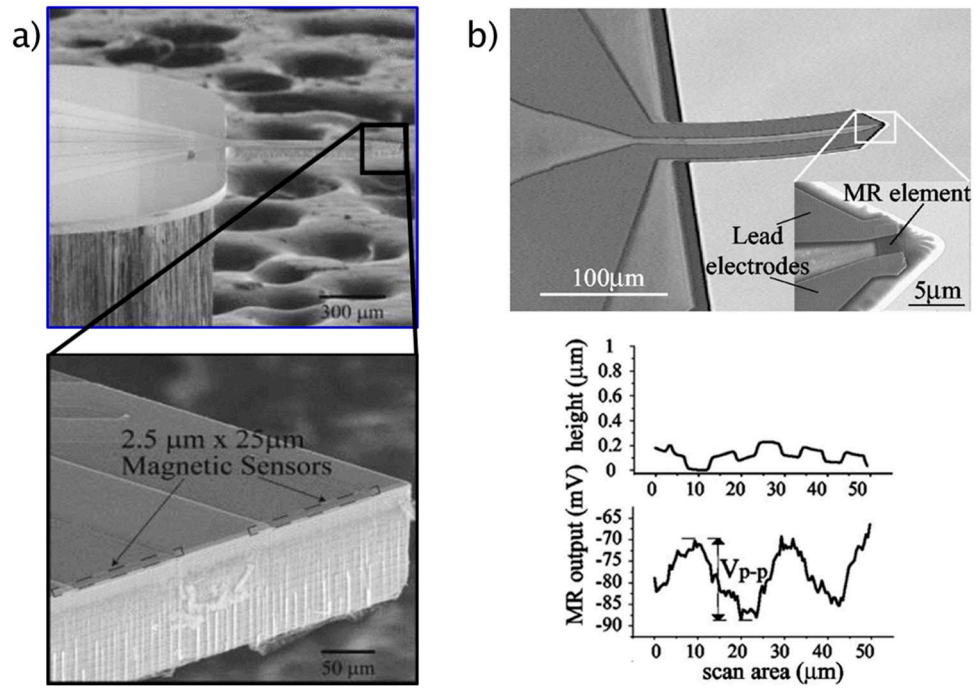 a)
300 μm
2.5 μm x 25μm
Magnetic Sensors
50 μm
b)
MR element
Lead
electrodes
100μm
5μm
height (μm)
1
0.8
0.6
0.4
0.2
0
0 10 20 30 40 50
MR output (mV)
-65
-70
-75
-80
-85
-90
Vp-p
0 10 20 30 40 50
scan area (μm)